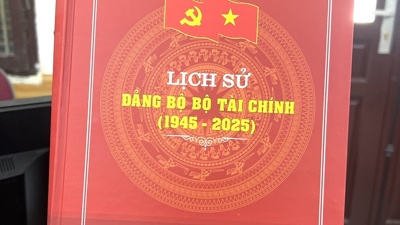 LỊCH SỬ
ĐẢNG BỘ BỘ TÀI CHÍNH
(1945 - 2025)